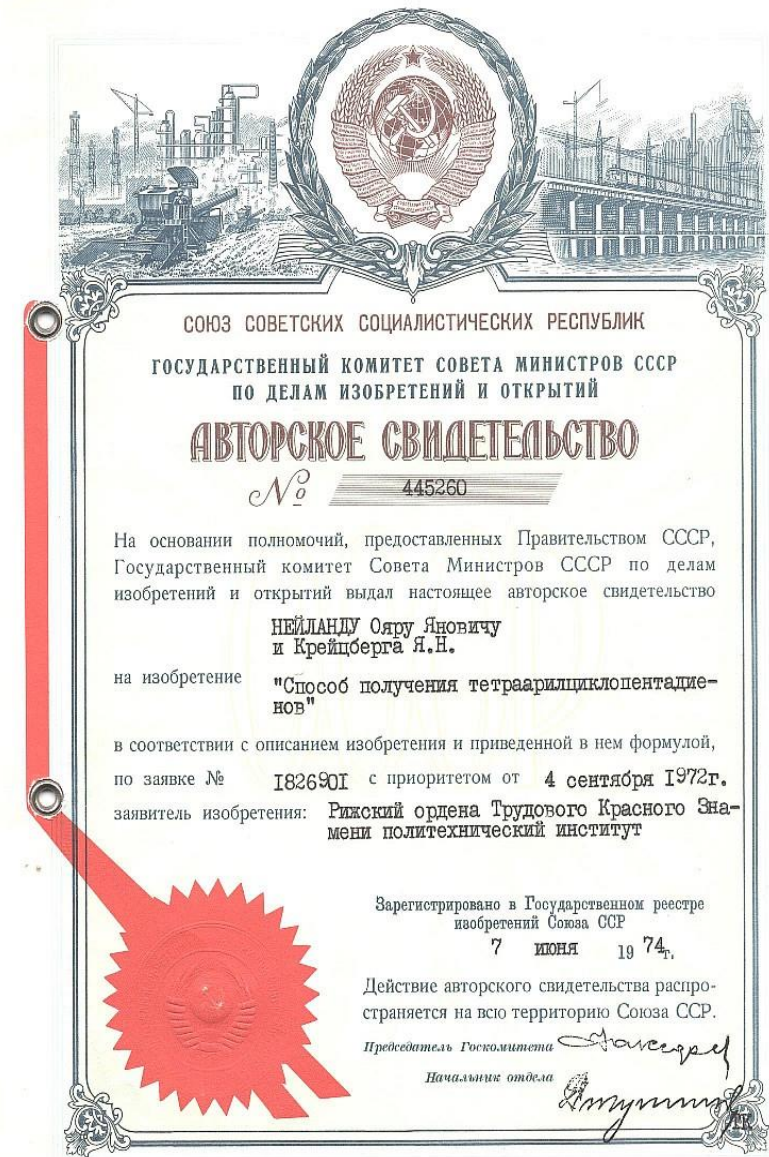 СОЮЗ СОВЕТСКИХ СОЦИАЛИСТИЧЕСКИХ РЕСПУБЛИК
ГОСУДАРСТВЕННЫЙ КОМИТЕТ СОВЕТА МИНИСТРОВ СССР
ПО ДЕЛАМ ИЗОБРЕТЕНИЙ И ОТКРЫТИЙ
АВТОРСКОЕ СВИДЕТЕЛЬСТВО
№ 445260
На основании полномочий, предоставленных Правительством СССР,
Государственный комитет Совета Министров СССР по делам
изобретений и открытий выдал настоящее авторское свидетельство
НЕЙЛАНДУ Ояру Яновичу
и Крейцберга Я.Н.
на изобретение "Способ получения тетраарилциклопентадие-
нов"
в соответствии с описанием изобретения и приведенной в нем формулой,
по заявке № I82690I с приоритетом от 4 сентября I972г.
заявитель изобретения: Рижский ордена Трудового Красного Зна-
мени политехнический институт
Зарегистрировано в Государственном реестре
изобретений Союза ССР
7 июня 19 74г.
Действие авторского свидетельства распро-
страняется на всю территорию Союза ССР.
Председатель Госкомитета
Начальник отдела